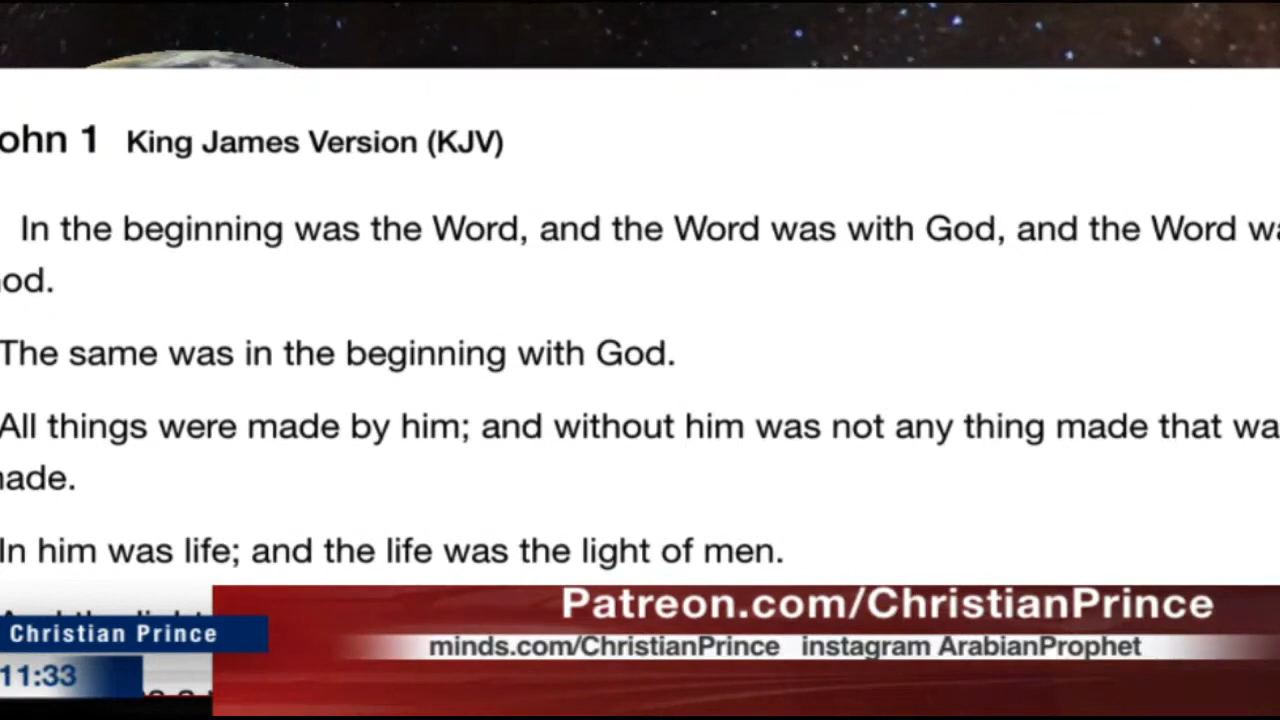 ohn 1 King James Version (KJV)
In the beginning was the Word, and the Word was with God, and the Word wa
od.
The same was in the beginning with God.
All things were made by him; and without him was not any thing made that wa
ade.
In him was life; and the life was the light of men.
Patreon.com/ChristianPrince
Christian Prince
minds.com/ChristianPrince instagram ArabianProphet
11:33